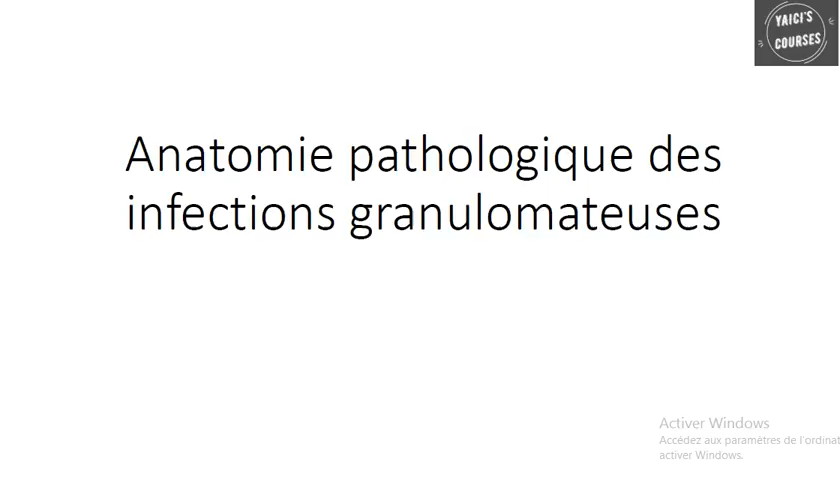 YAICI'S
COURSES
Anatomie pathologique des
infections granulomateuses
Activer Windows
Accédez aux paramètres de l'ordinat
activer Windows.